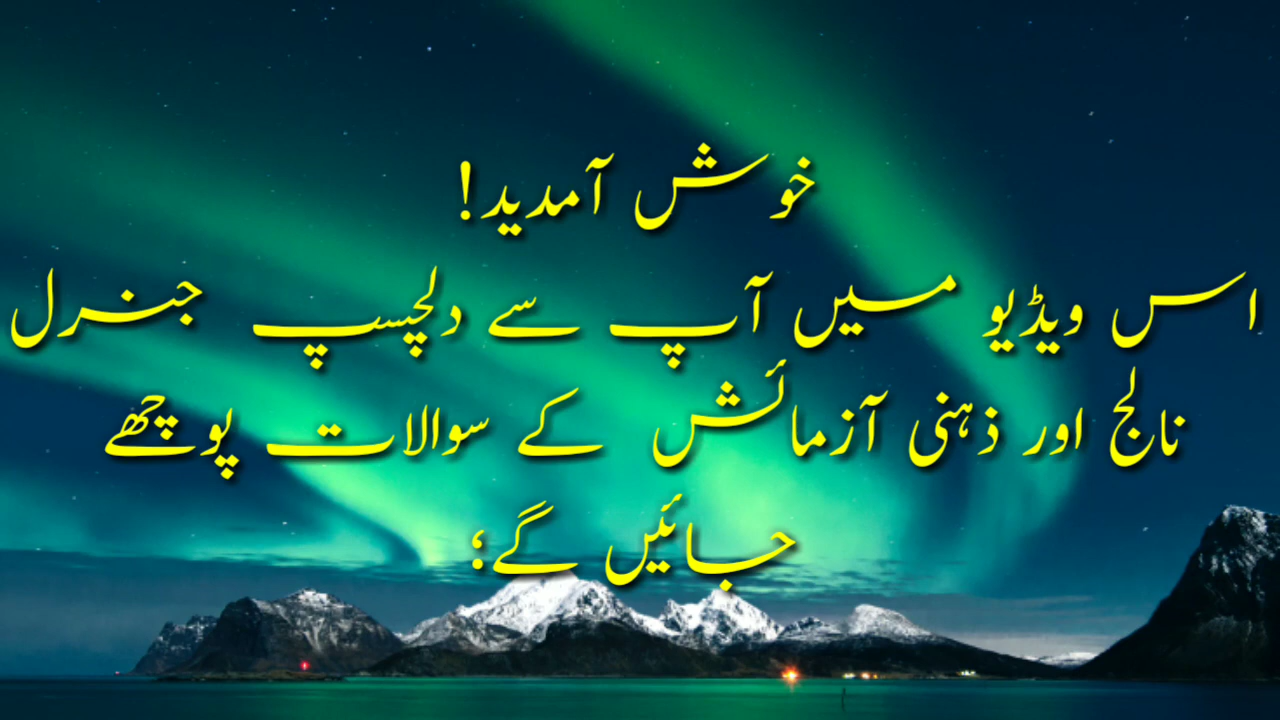 خوش آمدید!
اس ویڈیو میں آپ سے دلچسپ جنرل
نالج اور ذہنی آزمائش کے سوالات پوچھے
جائیں گے؛